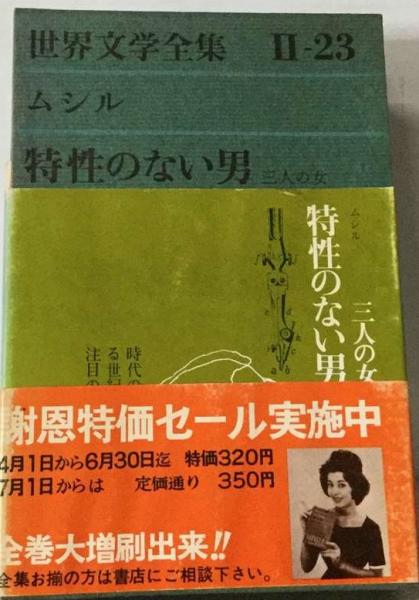 世界文学全集 Ⅱ-23
ムシル
特性のない男 三人の女
ムシル
特性のない男
三人の女
時代の
る世紀
注目の
謝恩特価セール実施中
4月1日から6月30日迄 特価320円
7月1日からは 定価通り 350円
全巻大増刷出来!!
全集お揃の方は書店にご相談下さい。